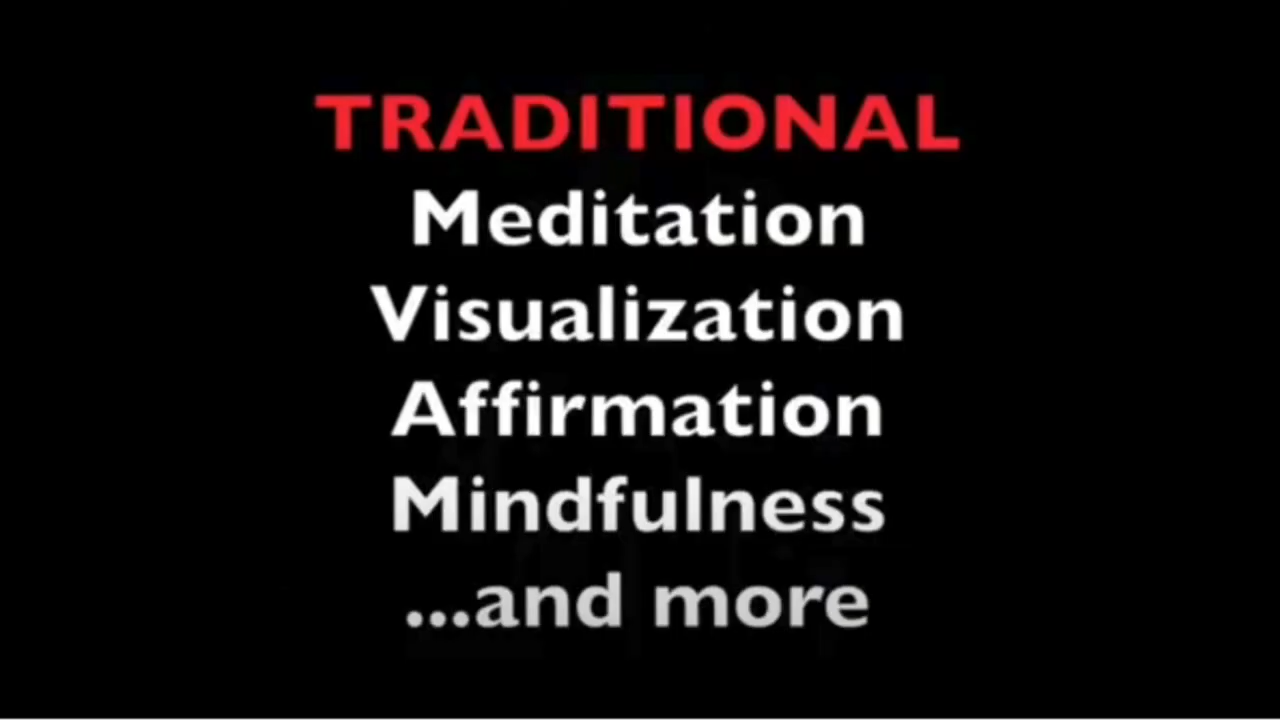 TRADITIONAL
Meditation
Visualization
Affirmation
Mindfulness
...and more